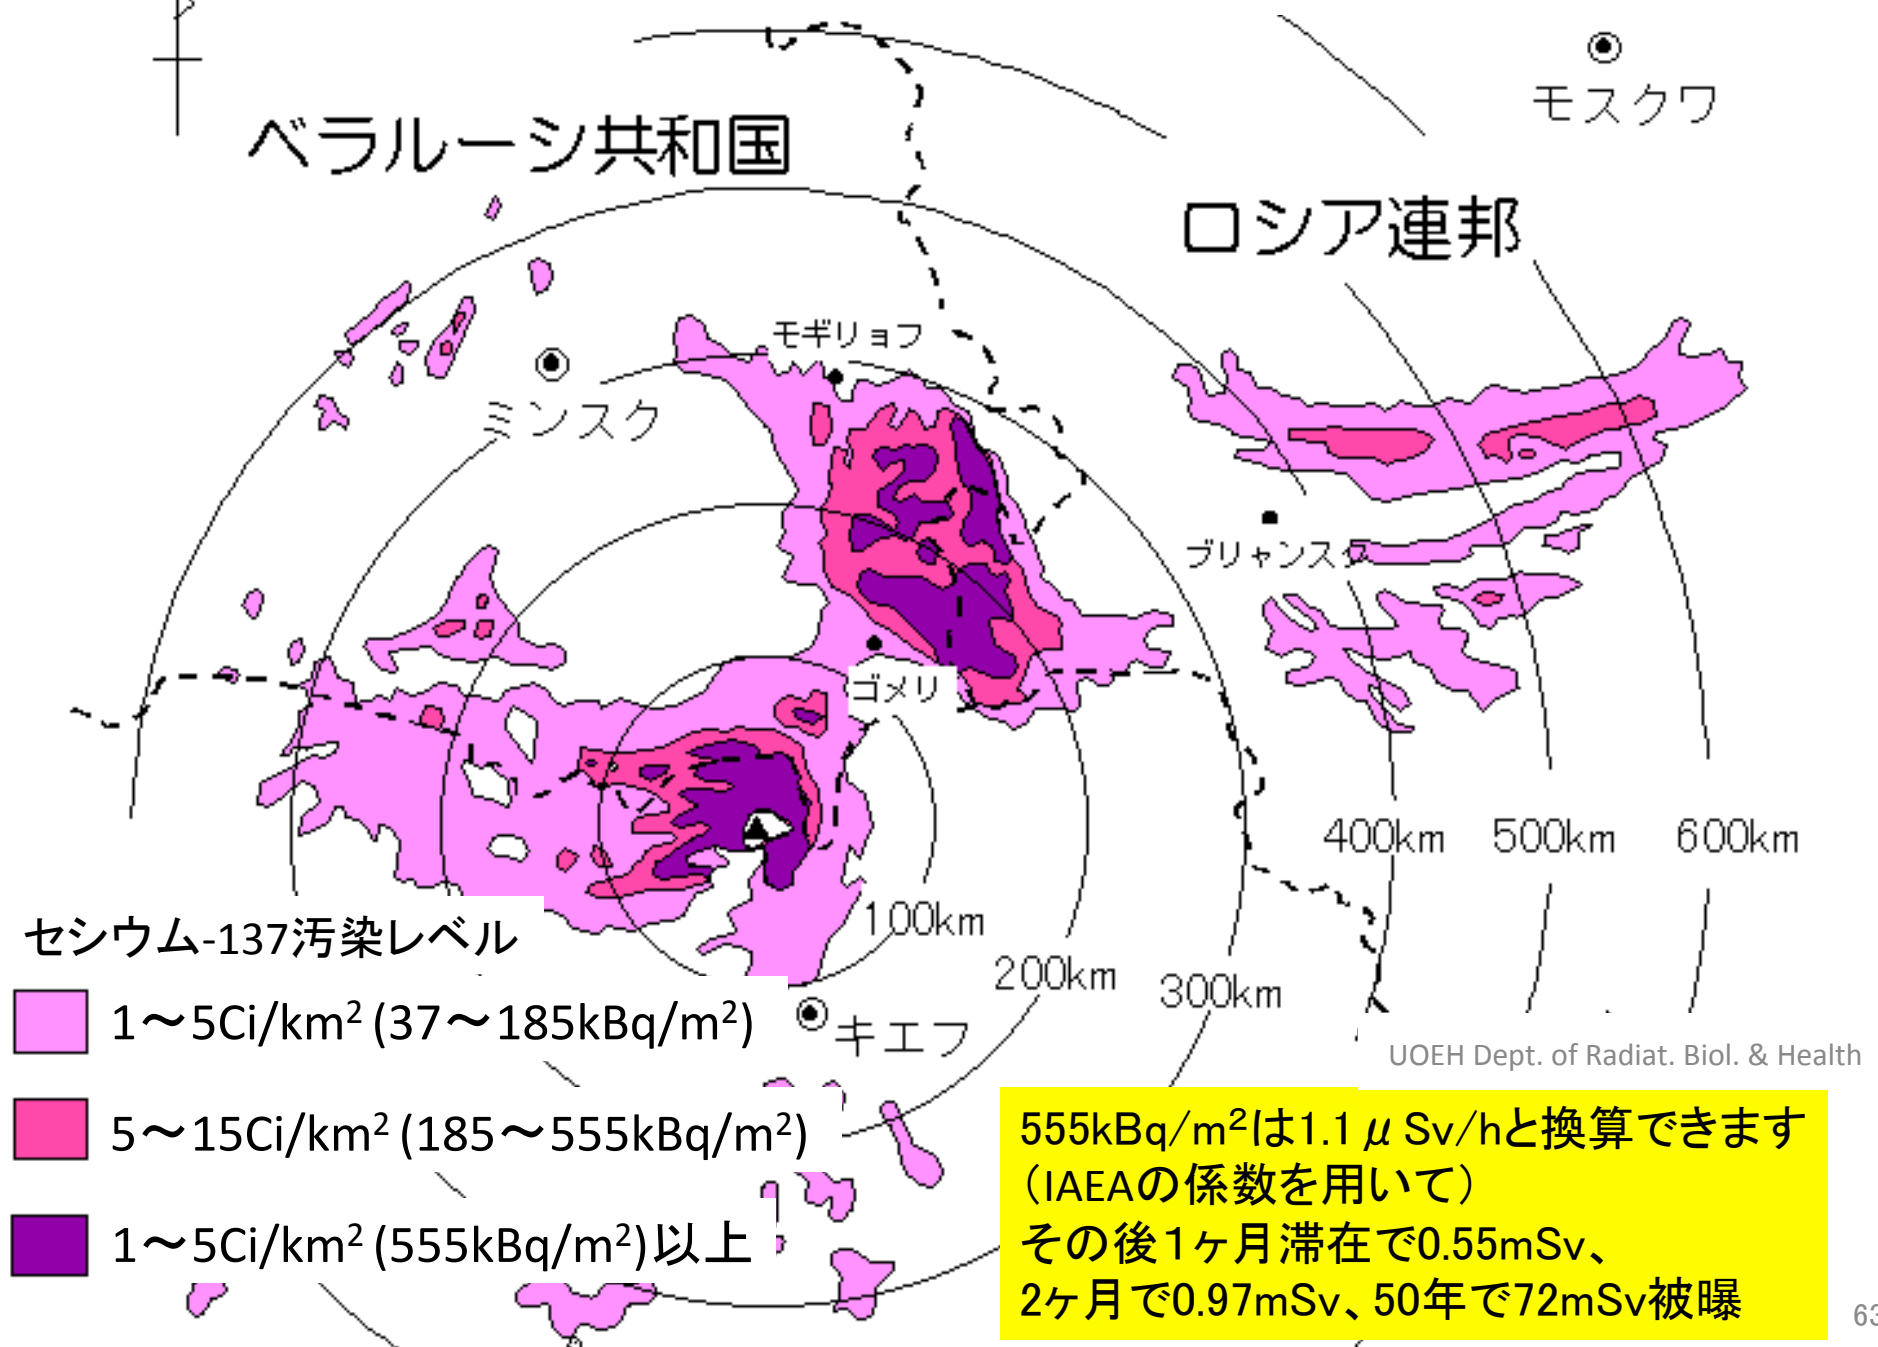 モスクワ
ベラルーシ共和国
ロシア連邦
モギリョフ
ミンスク
ブリャンスク
ゴメリ
400km
500km
600km
100km
200km
300km
キエフ
セシウム-137汚染レベル
1～5Ci/km² (37～185kBq/m²)
5～15Ci/km² (185～555kBq/m²)
1～5Ci/km² (555kBq/m²)以上
UOEH Dept. of Radiat. Biol. & Health
555kBq/m²は1.1μSv/hと換算できます
（IAEAの係数を用いて）
その後1ヶ月滞在で0.55mSv、
2ヶ月で0.97mSv、50年で72mSv被曝
63